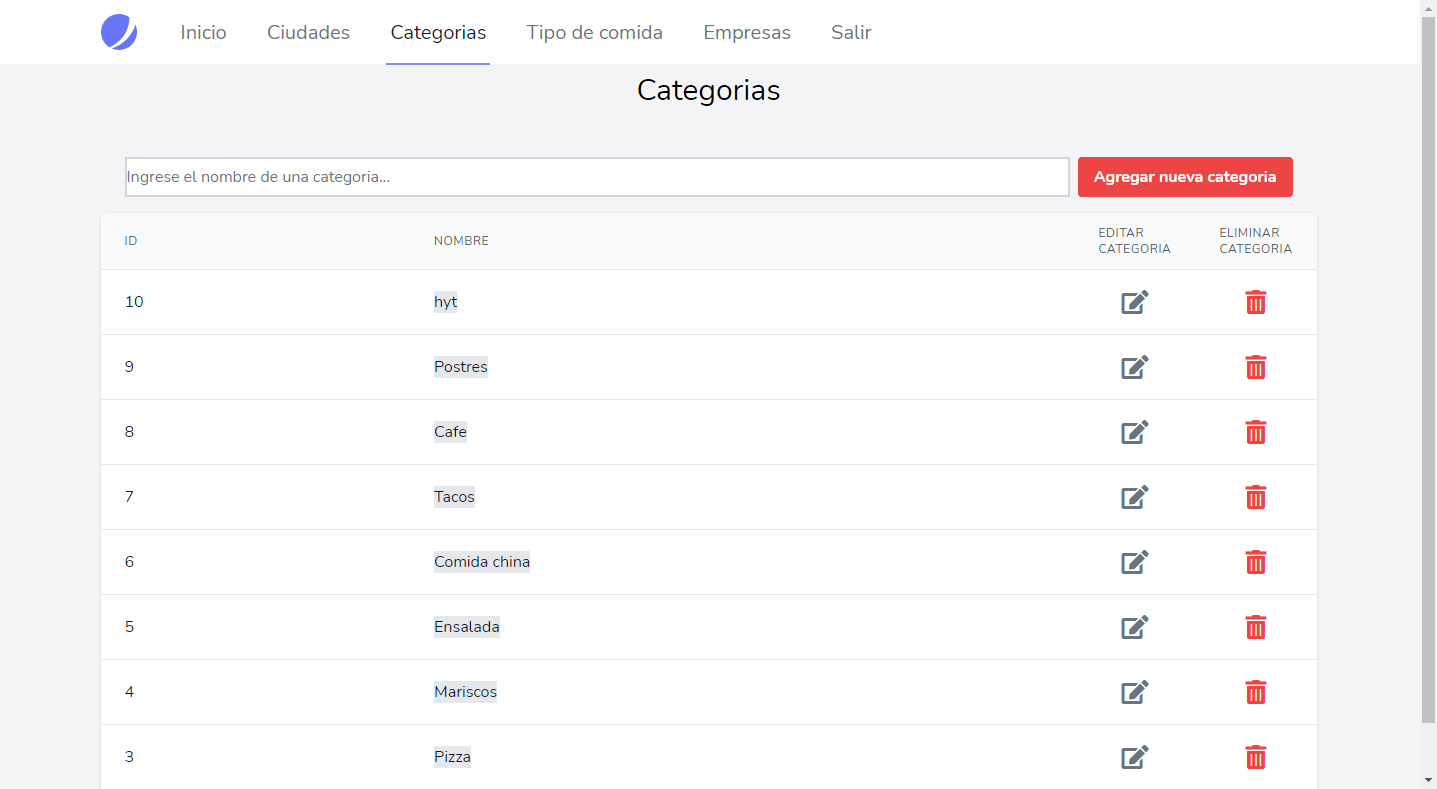 Inicio Ciudades Categorias Tipo de comida Empresas Salir
Categorias
Ingrese el nombre de una categoria... Agregar nueva categoria
ID NOMBRE EDITAR CATEGORIA ELIMINAR CATEGORIA
10 hyt
9 Postres
8 Cafe
7 Tacos
6 Comida china
5 Ensalada
4 Mariscos
3 Pizza